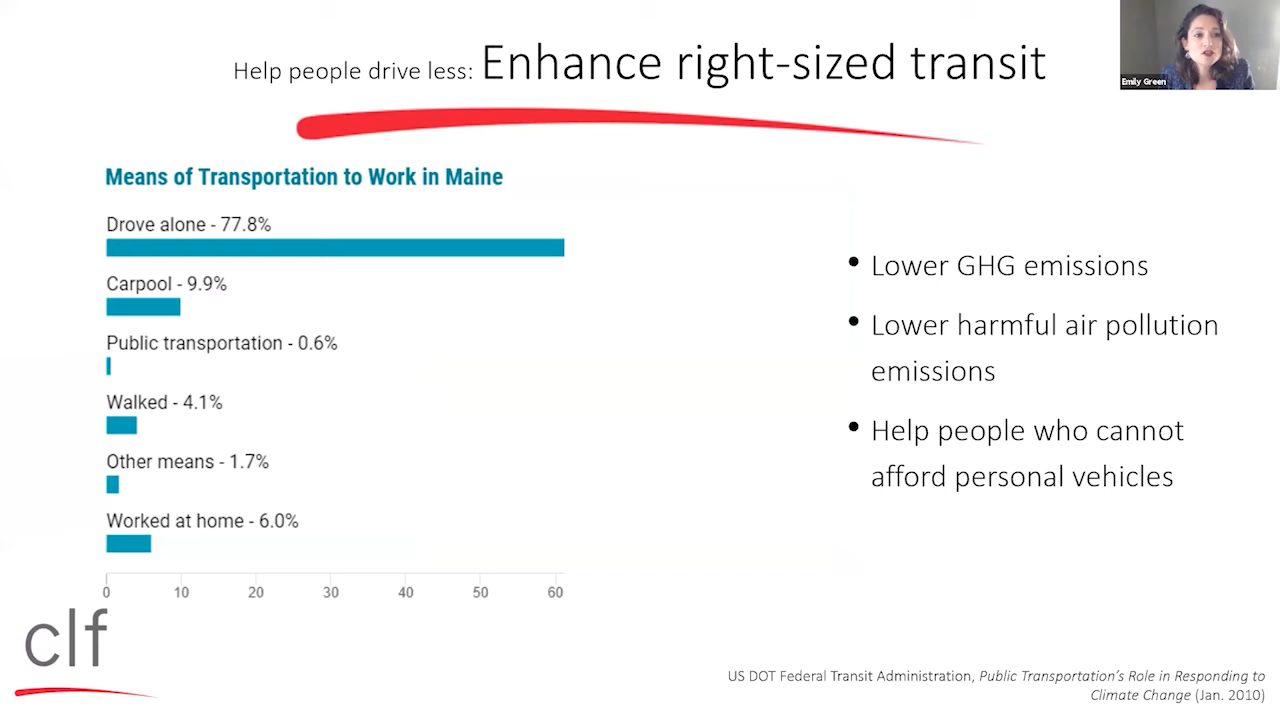 Help people drive less: Enhance right-sized transit
Emily Green
Means of Transportation to Work in Maine
Drove alone - 77.8%
Carpool - 9.9%
Public transportation - 0.6%
Walked - 4.1%
Other means - 1.7%
Worked at home - 6.0%
0 10 20 30 40 50 60
• Lower GHG emissions
• Lower harmful air pollution
emissions
• Help people who cannot
afford personal vehicles
clf
US DOT Federal Transit Administration, Public Transportation’s Role in Responding to
Climate Change (Jan. 2010)